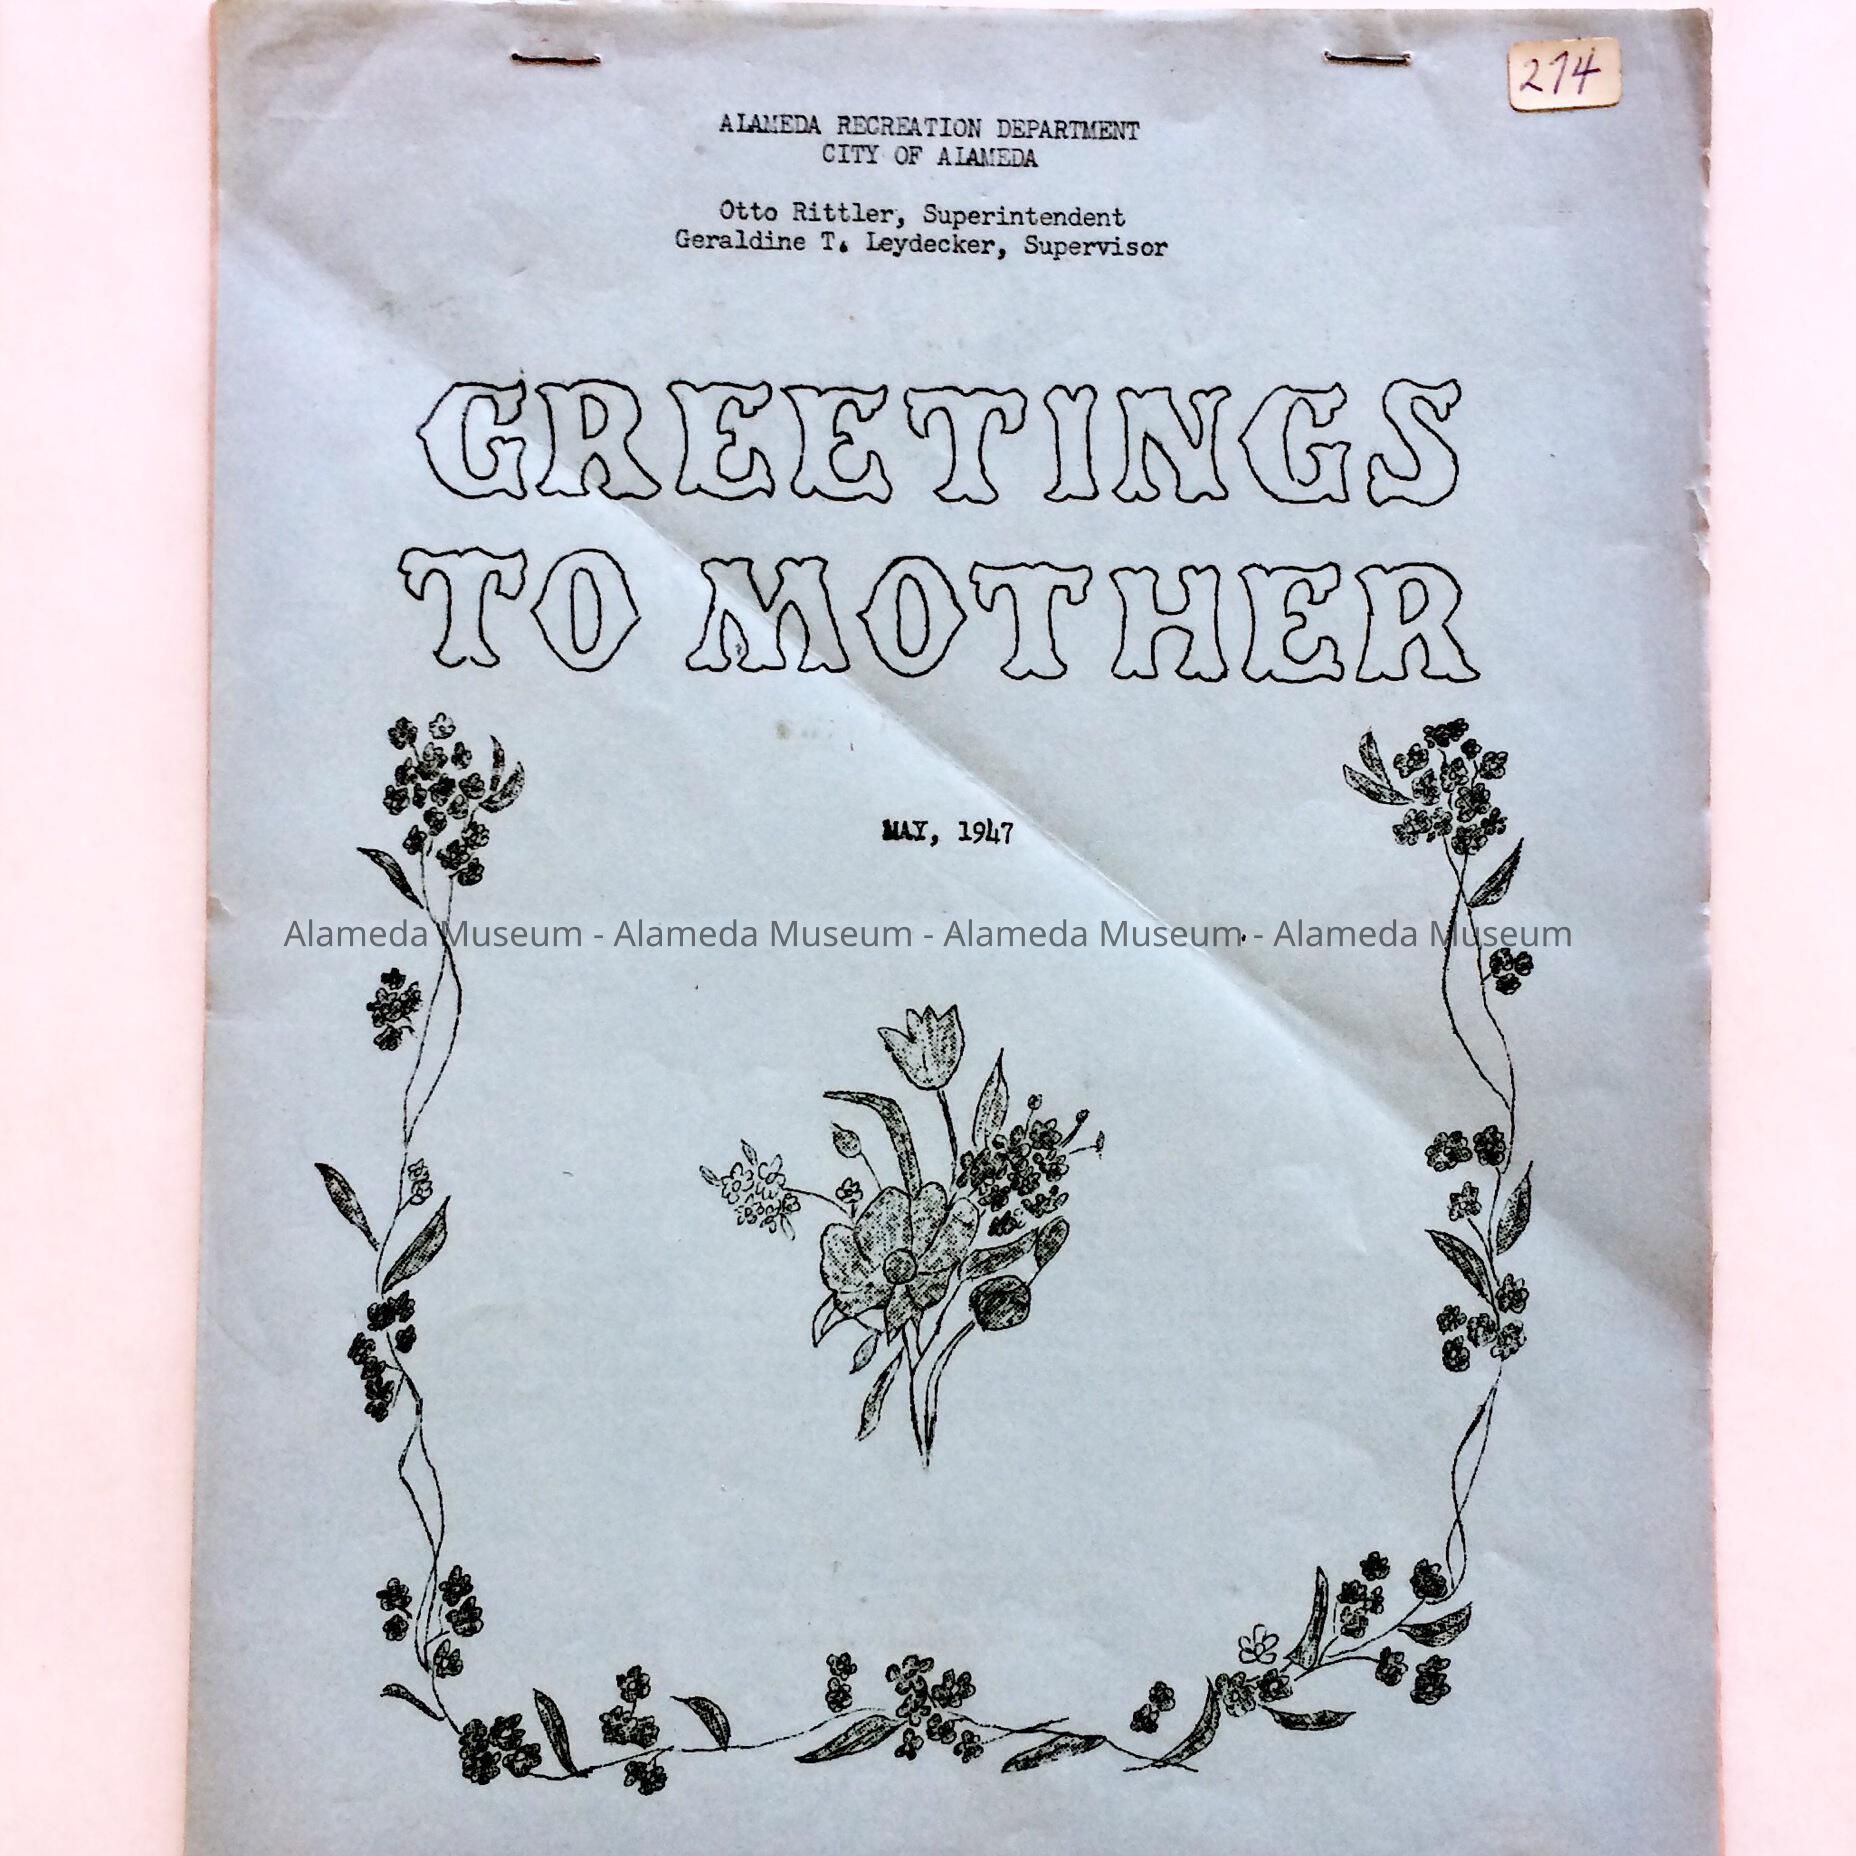 274
ALAMEDA RECREATION DEPARTMENT
CITY OF ALAMEDA
Otto Rittler, Superintendent
Geraldine T. Leydecker, Supervisor
GREETINGS
TO MOTHER
MAY, 1947
Alameda Museum - Alameda Museum - Alameda Museum - Alameda Museum